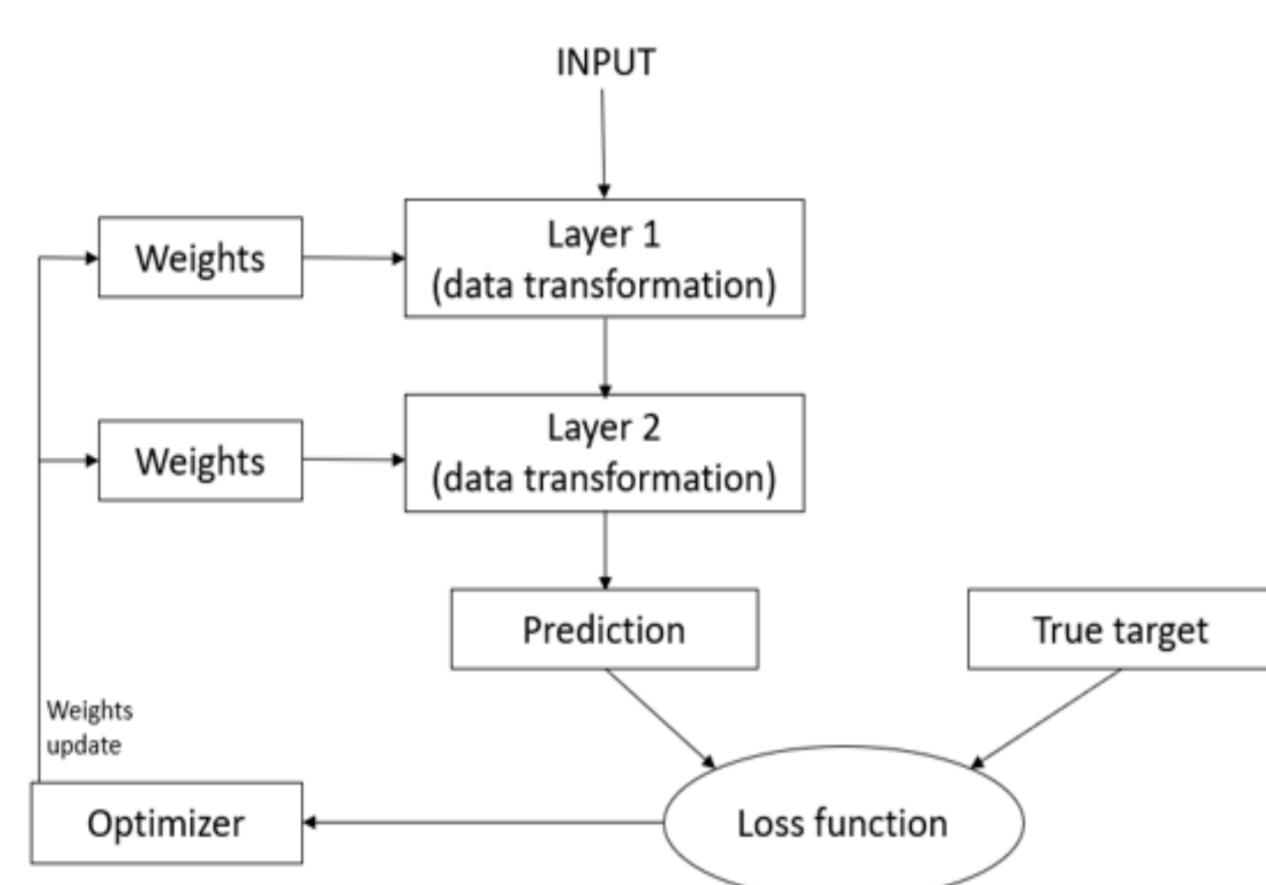 INPUT
Weights
Layer 1
(data transformation)
Weights
Layer 2
(data transformation)
Prediction
True target
Weights
update
Optimizer
Loss function